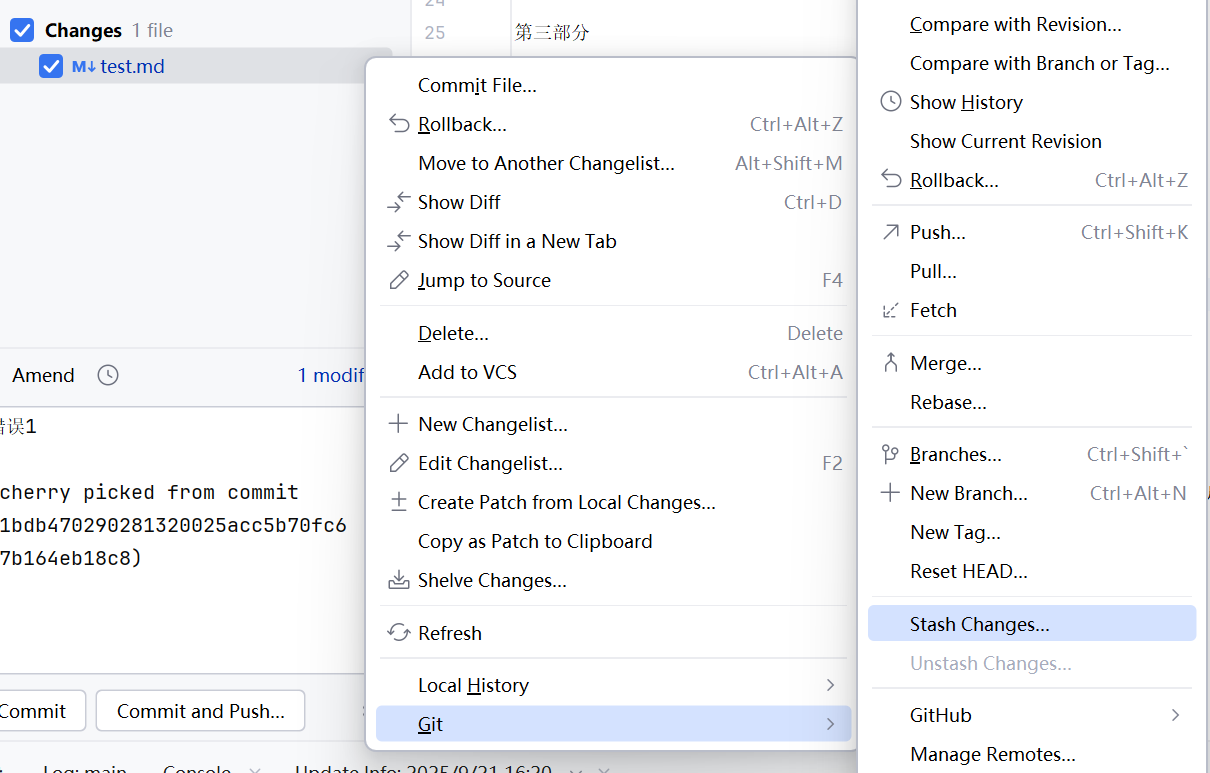 Changes 1 file
M↓ test.md
24
25
第三部分
Amend
1 modif
错误1
cherry picked from commit
1bdb470290281320025acc5b70fc6
7b164eb18c8)
Commit
Commit and Push...
Log: main
Console
Update Info: 2025/9/21 16:20
Commit File...
Rollback... Ctrl+Alt+Z
Move to Another Changelist... Alt+Shift+M
Show Diff Ctrl+D
Show Diff in a New Tab
Jump to Source F4
Delete... Delete
Add to VCS Ctrl+Alt+A
New Changelist...
Edit Changelist... F2
Create Patch from Local Changes...
Copy as Patch to Clipboard
Shelve Changes...
Refresh
Local History
Git
Compare with Revision...
Compare with Branch or Tag...
Show History
Show Current Revision
Rollback... Ctrl+Alt+Z
Push... Ctrl+Shift+K
Pull...
Fetch
Merge...
Rebase...
Branches... Ctrl+Shift+`
New Branch... Ctrl+Alt+N
New Tag...
Reset HEAD...
Stash Changes...
Unstash Changes...
GitHub
Manage Remotes...